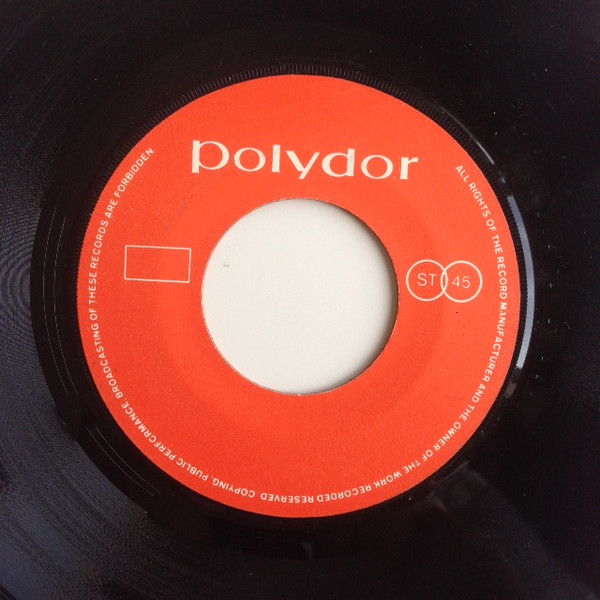 polydor
ST 45
ALL RIGHTS OF THE RECORD MANUFACTURER AND THE OWNER OF THE WORK RECORDED RESERVED COPYING, PUBLIC PERFORMANCE BROADCASTING OF THESE RECORDS ARE FORBIDDEN